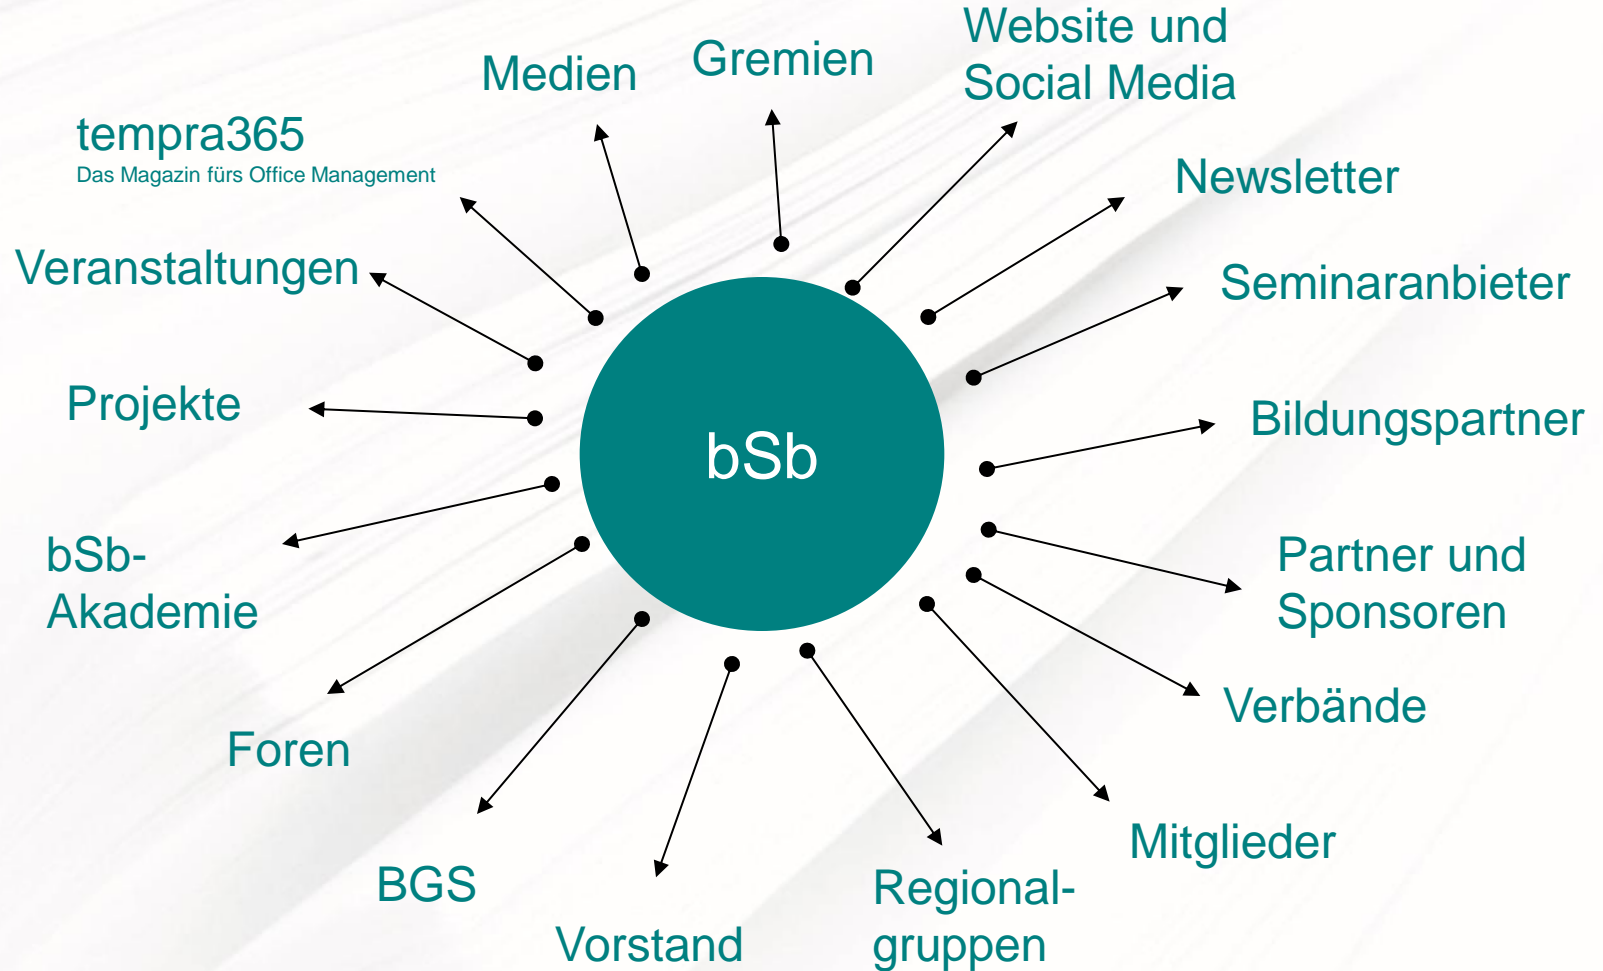 Website und
Social Media
Gremien
Medien
tempra365
Das Magazin fürs Office Management
Newsletter
Veranstaltungen
Seminaranbieter
Projekte
Bildungspartner
bSb
bSb-
Akademie
Partner und
Sponsoren
Verbände
Foren
Mitglieder
BGS
Regional-
gruppen
Vorstand